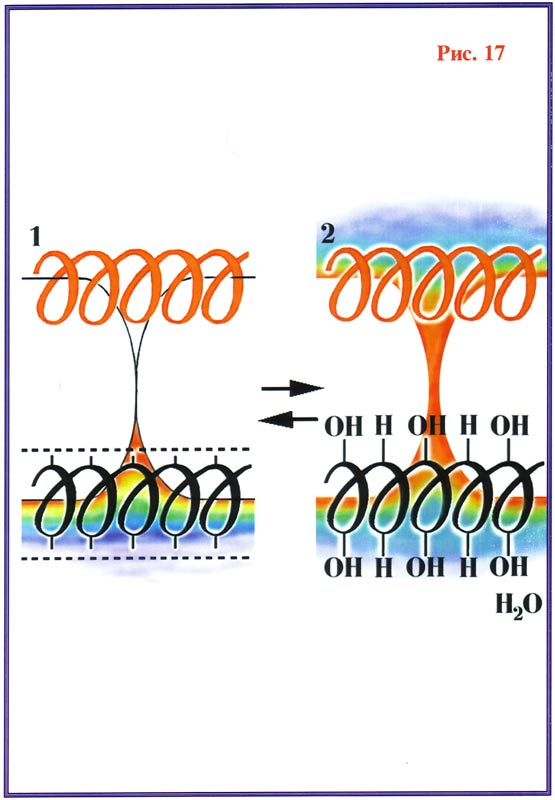 Рис. 17
1
2
OH H OH H OH
OH H OH H OH
H₂O